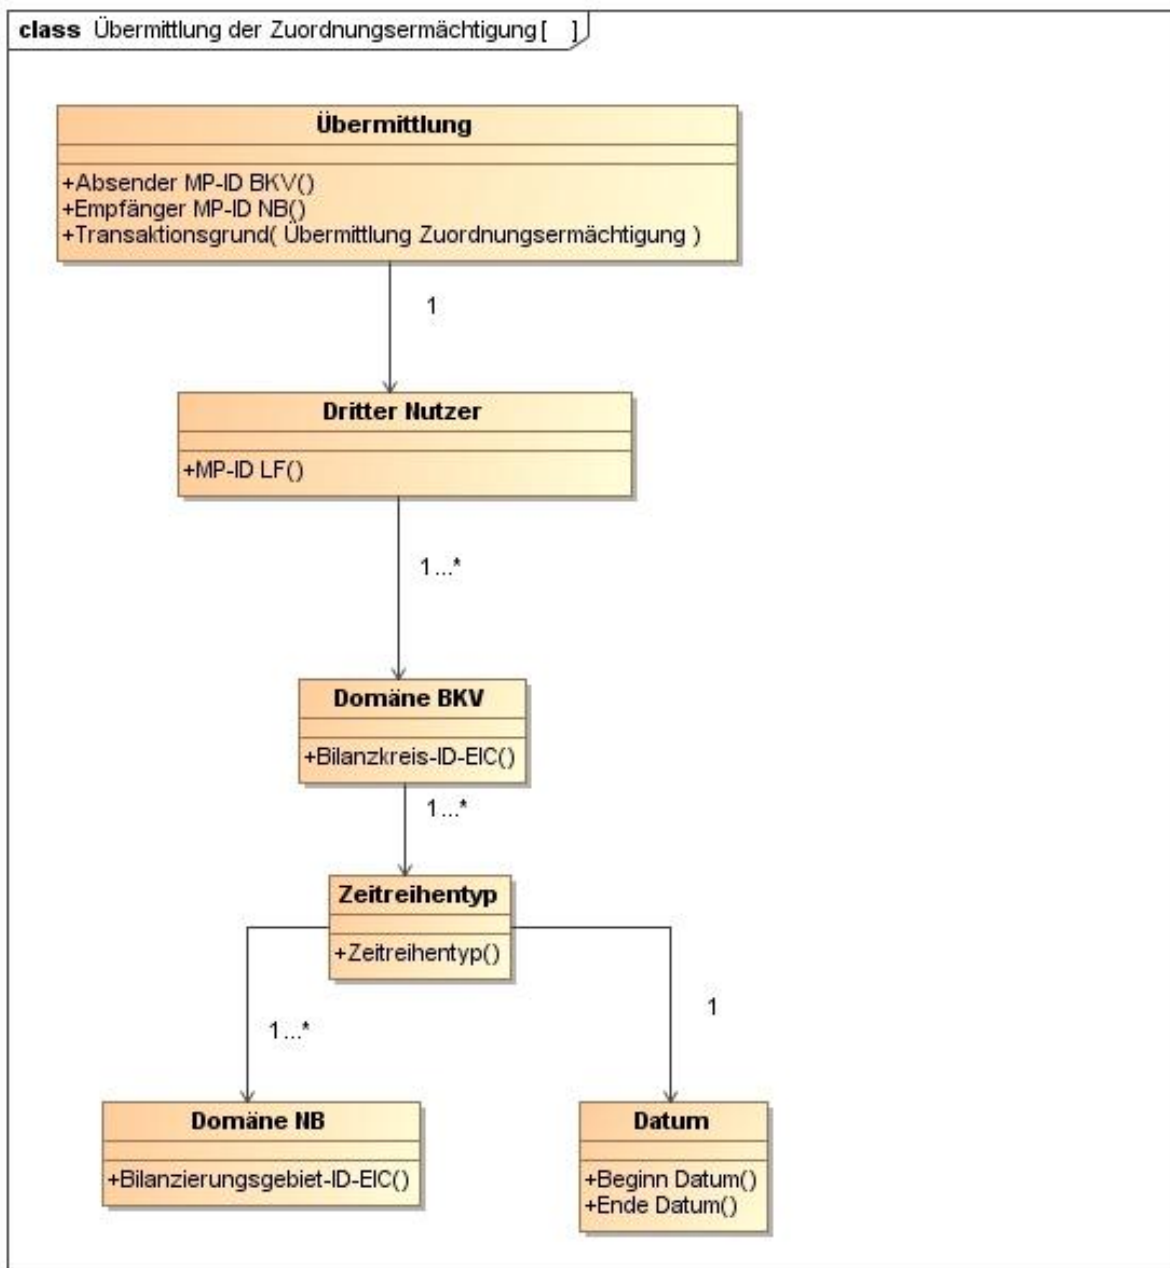 class Übermittlung der Zuordnungsermächtigung[ ]
Übermittlung
+Absender MP-ID BKV()
+Empfänger MP-ID NB()
+Transaktionsgrund( Übermittlung Zuordnungsermächtigung )
1
Dritter Nutzer
+MP-ID LF()
1...*
Domäne BKV
+Bilanzkreis-ID-EIC()
1...*
Zeitreihentyp
+Zeitreihentyp()
1...*
1
Domäne NB
+Bilanzierungsgebiet-ID-EIC()
Datum
+Beginn Datum()
+Ende Datum()